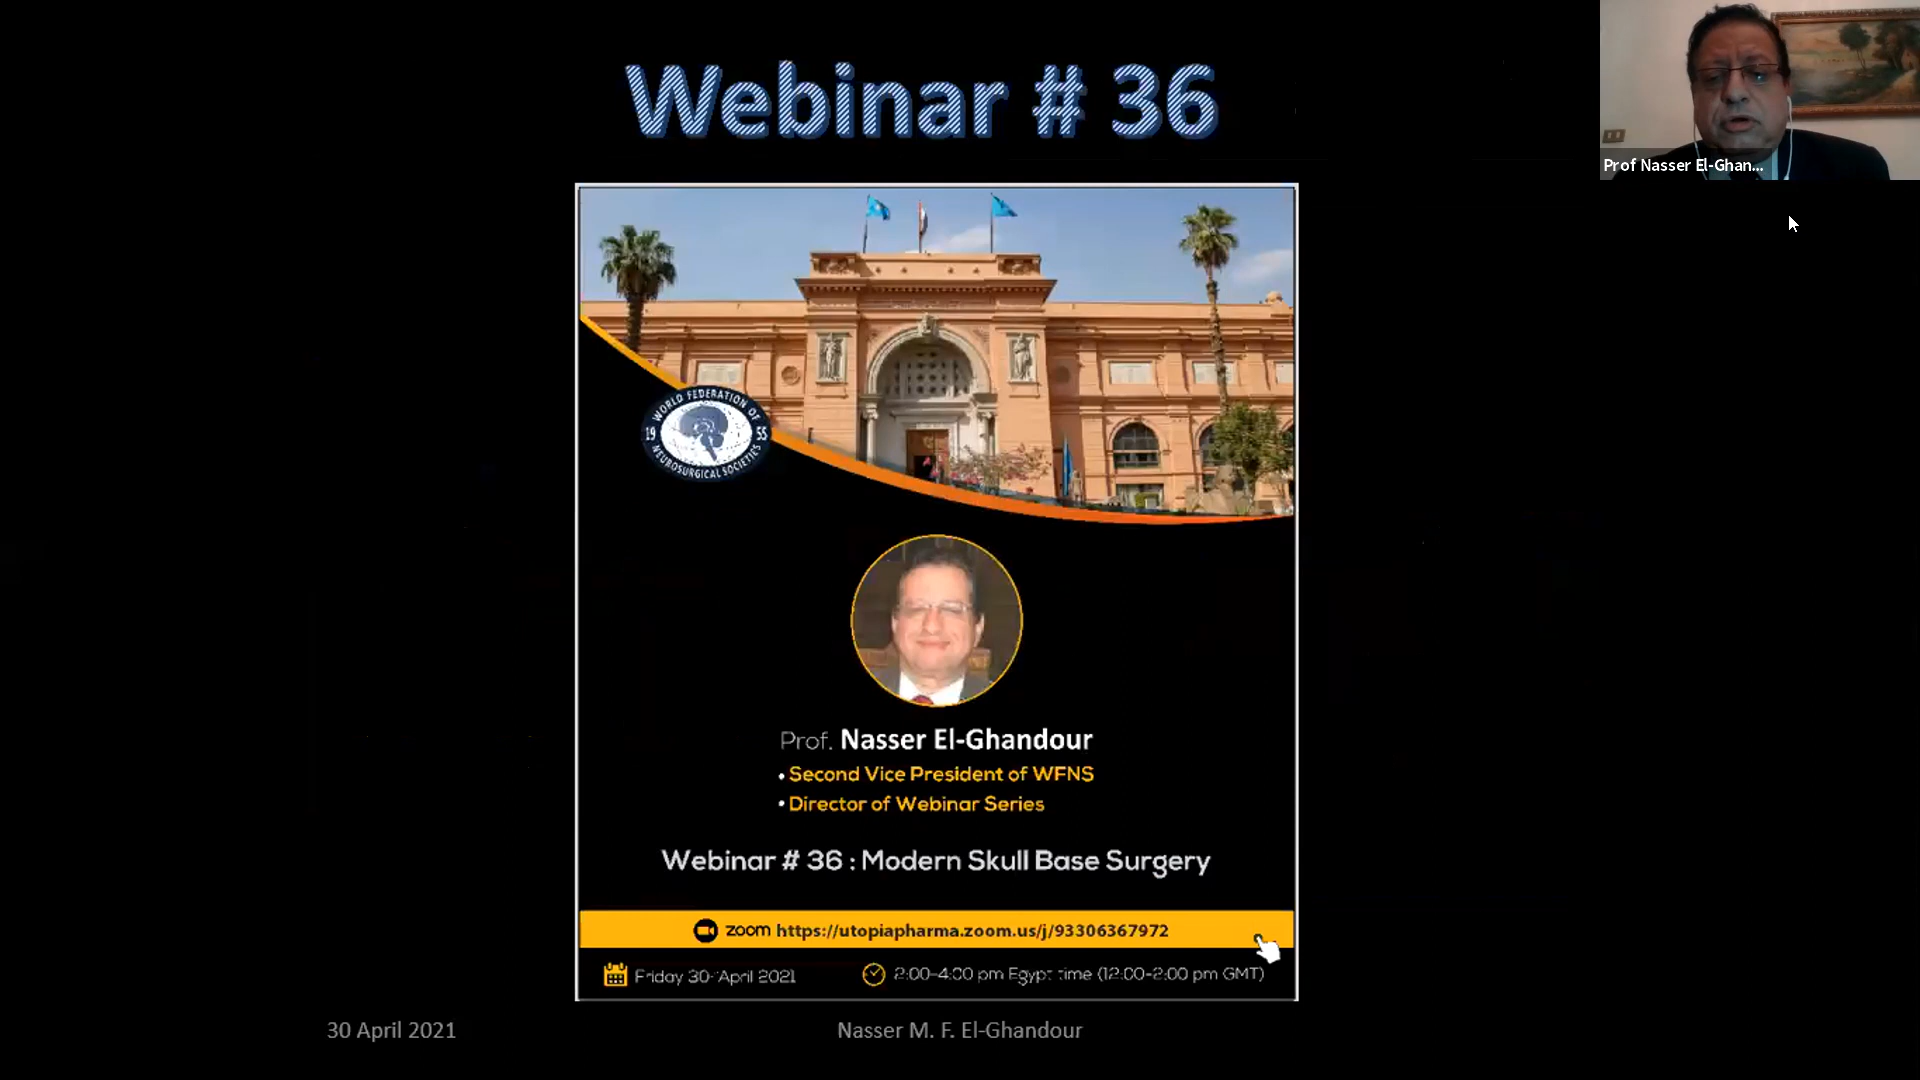 Webinar # 36
Prof Nasser El-Ghan...
WORLD FEDERATION OF
19 55
NEUROSURGICAL SOCIETIES
Prof. Nasser El-Ghandour
• Second Vice President of WFNS
• Director of Webinar Series
Webinar # 36 : Modern Skull Base Surgery
zoom https://utopiapharma.zoom.us/j/93306367972
Friday 30 April 2021
2:00-4:00 pm Egypt time (12:00-2:00 pm GMT)
30 April 2021
Nasser M. F. El-Ghandour